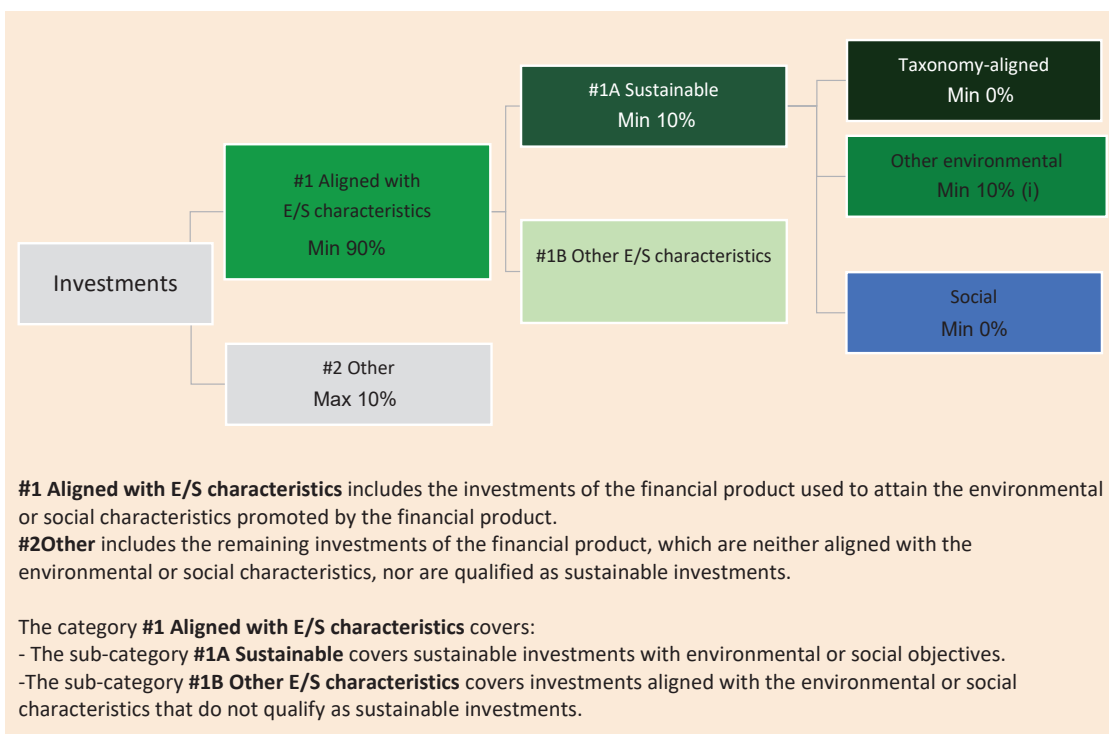 Investments
#1 Aligned with
E/S characteristics
Min 90%
#2 Other
Max 10%
#1A Sustainable
Min 10%
#1B Other E/S characteristics
Taxonomy-aligned
Min 0%
Other environmental
Min 10% (i)
Social
Min 0%
#1 Aligned with E/S characteristics includes the investments of the financial product used to attain the environmental
or social characteristics promoted by the financial product.
#2Other includes the remaining investments of the financial product, which are neither aligned with the
environmental or social characteristics, nor are qualified as sustainable investments.
The category #1 Aligned with E/S characteristics covers:
- The sub-category #1A Sustainable covers sustainable investments with environmental or social objectives.
-The sub-category #1B Other E/S characteristics covers investments aligned with the environmental or social
characteristics that do not qualify as sustainable investments.